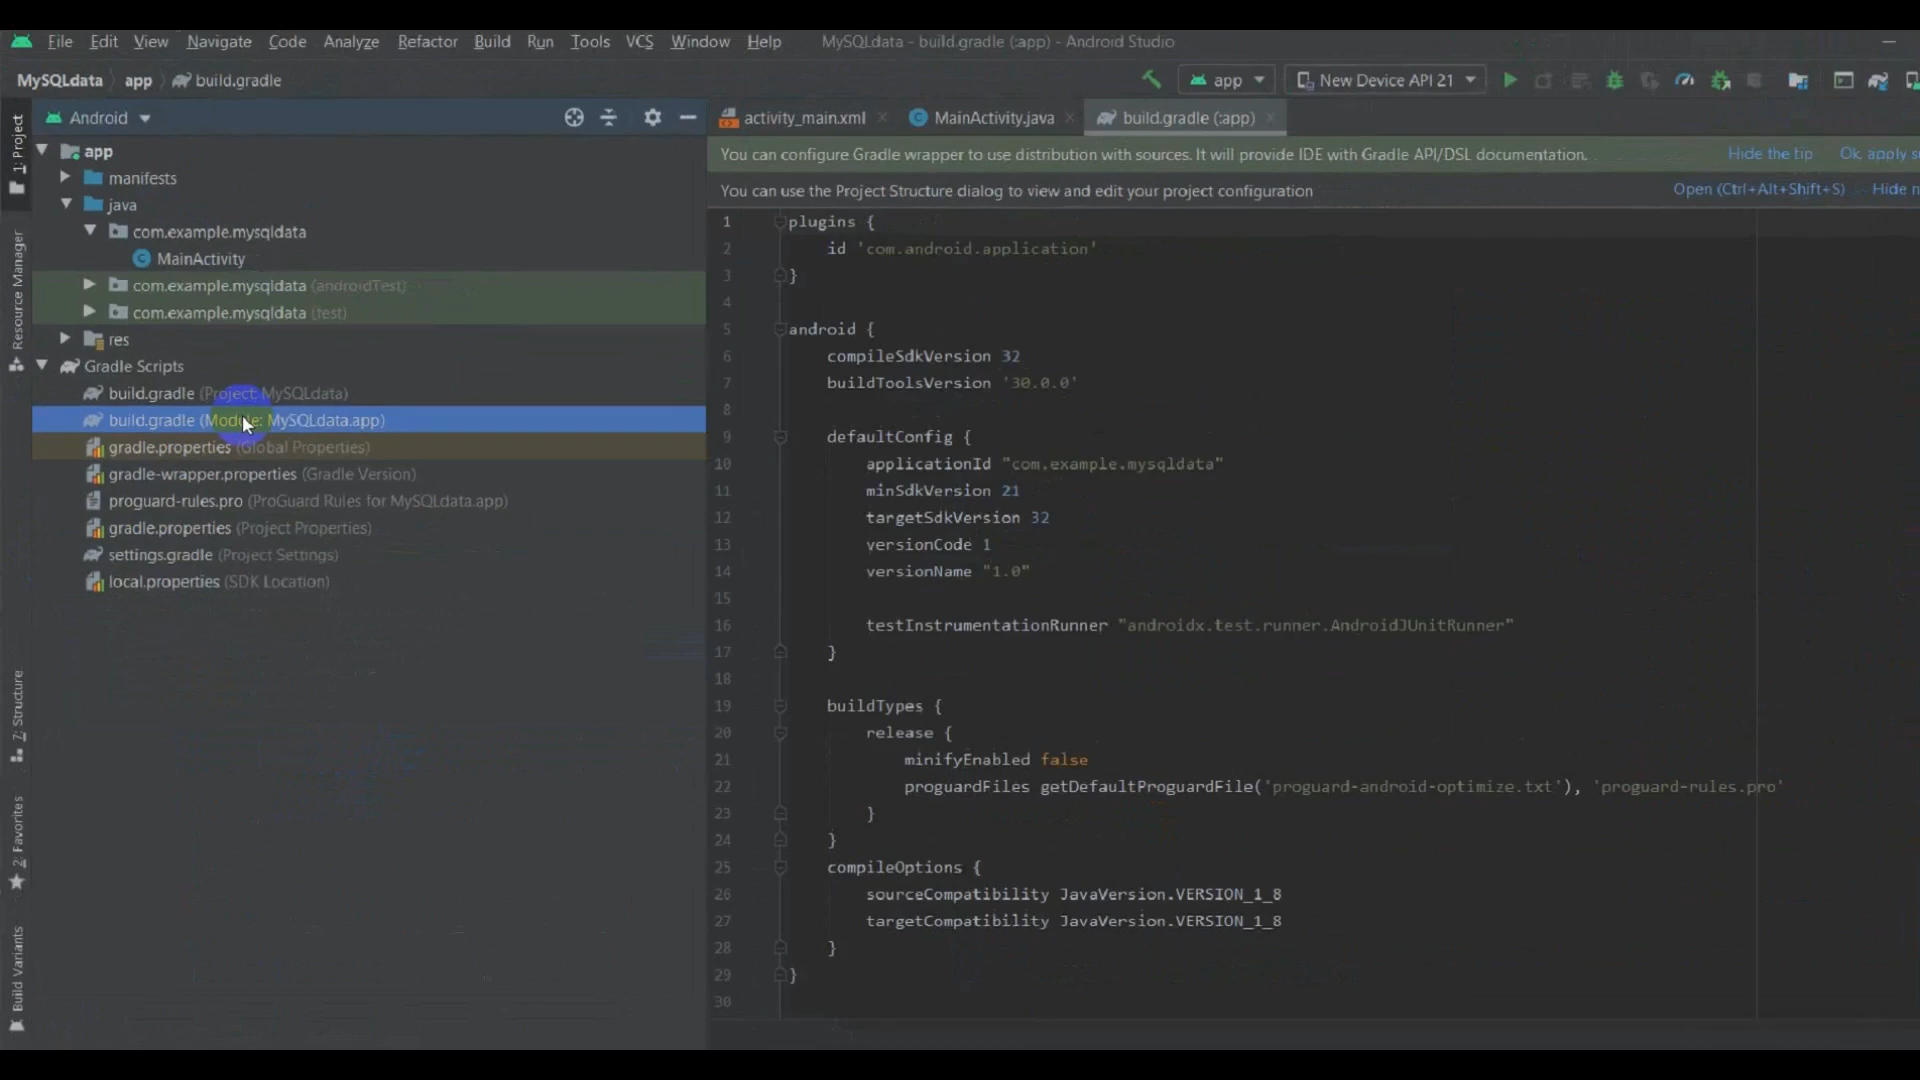 File Edit View Navigate Code Analyze Refactor Build Run Tools VCS Window Help MySQLdata - build.gradle (:app) - Android Studio
MySQLdata app build.gradle app New Device API 21
Android
activity_main.xml MainActivity.java build.gradle (:app)
1: Project
Resource Manager
7: Structure
2: Favorites
Build Variants
app
manifests
java
com.example.mysqldata
MainActivity
com.example.mysqldata (androidTest)
com.example.mysqldata (test)
res
Gradle Scripts
build.gradle (Project: MySQLdata)
build.gradle (Module: MySQLdata.app)
gradle.properties (Global Properties)
gradle-wrapper.properties (Gradle Version)
proguard-rules.pro (ProGuard Rules for MySQLdata.app)
gradle.properties (Project Properties)
settings.gradle (Project Settings)
local.properties (SDK Location)
You can configure Gradle wrapper to use distribution with sources. It will provide IDE with Gradle API/DSL documentation. Hide the tip Ok, apply
You can use the Project Structure dialog to view and edit your project configuration Open (Ctrl+Alt+Shift+S) Hide
1 plugins {
2 id 'com.android.application'
3 }
4
5 android {
6 compileSdkVersion 32
7 buildToolsVersion '30.0.0'
8
9 defaultConfig {
10 applicationId "com.example.mysqldata"
11 minSdkVersion 21
12 targetSdkVersion 32
13 versionCode 1
14 versionName "1.0"
15
16 testInstrumentationRunner "androidx.test.runner.AndroidJUnitRunner"
17 }
18
19 buildTypes {
20 release {
21 minifyEnabled false
22 proguardFiles getDefaultProguardFile('proguard-android-optimize.txt'), 'proguard-rules.pro'
23 }
24 }
25 compileOptions {
26 sourceCompatibility JavaVersion.VERSION_1_8
27 targetCompatibility JavaVersion.VERSION_1_8
28 }
29 }
30